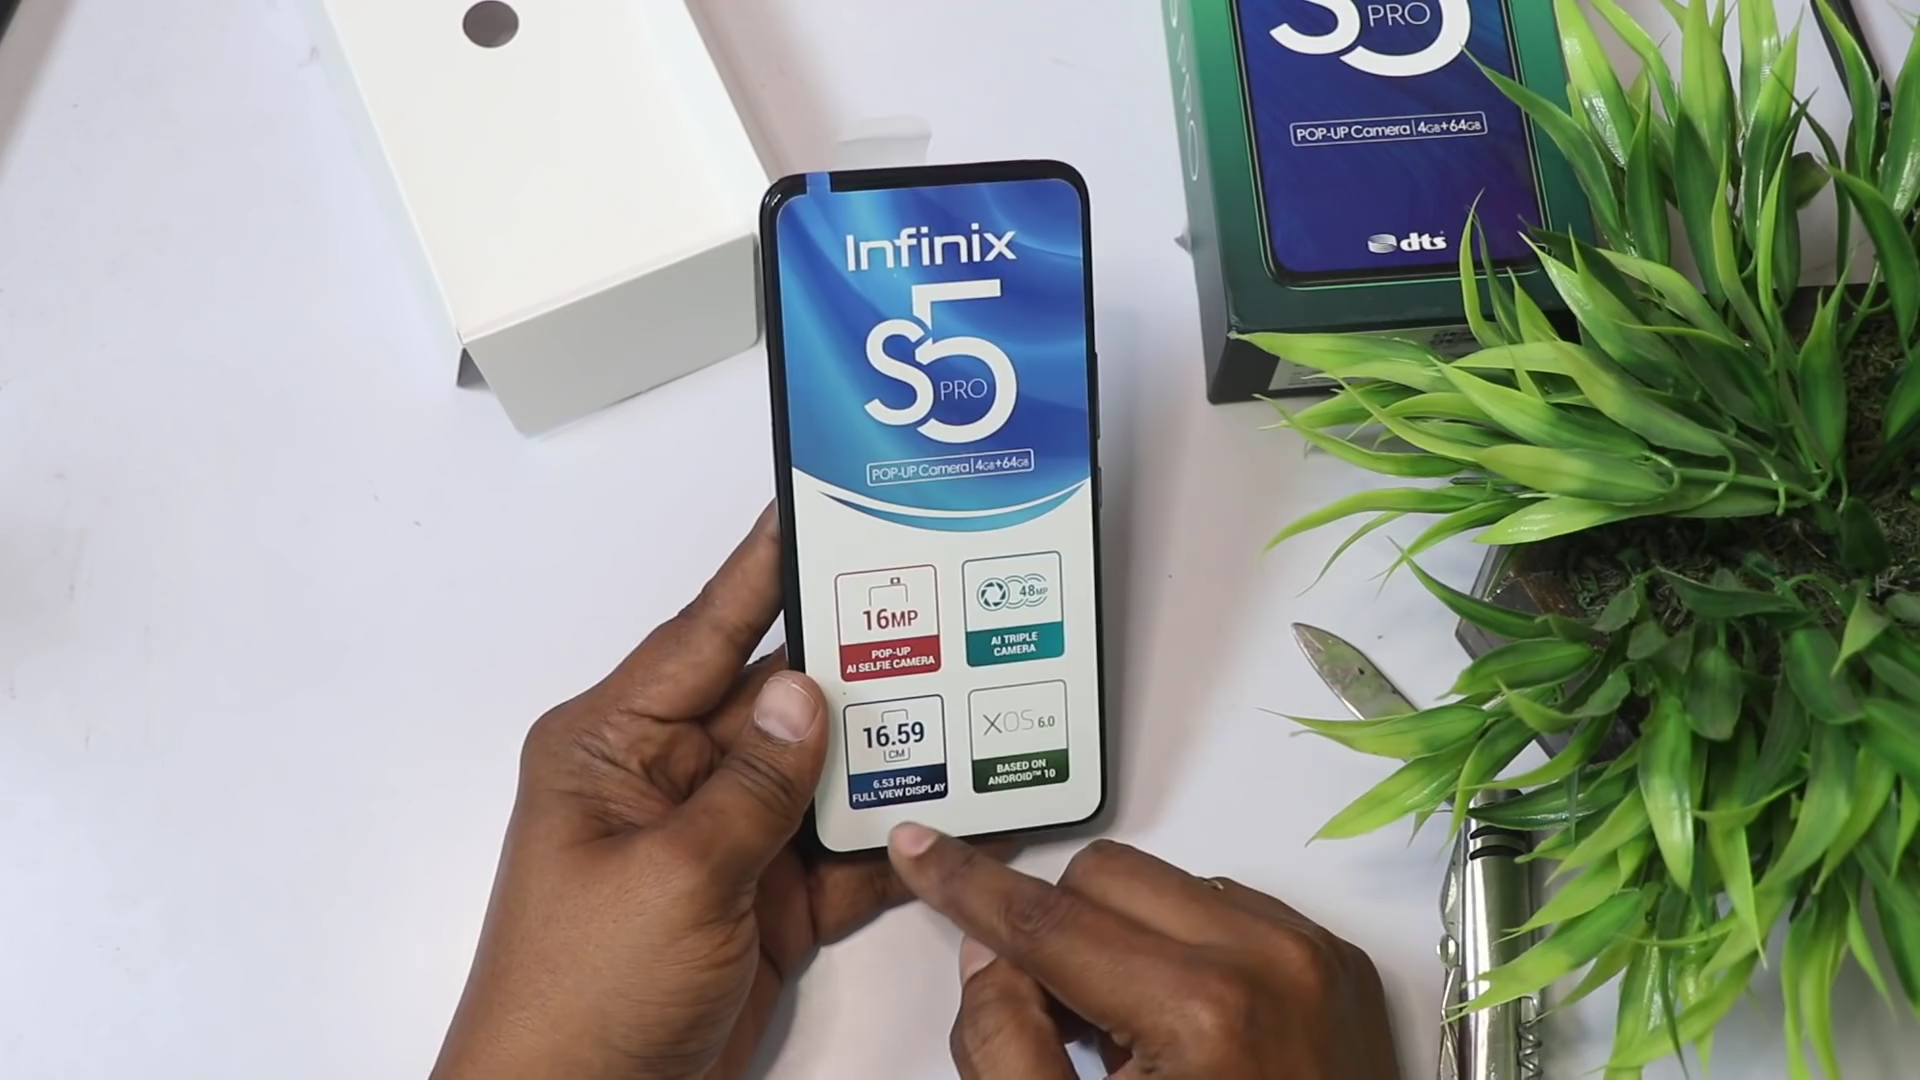 S5 PRO
POP-UP Camera | 4GB+64GB
dts
Infinix
S5 PRO
POP-UP Camera | 4GB+64GB
16MP
POP-UP
AI SELFIE CAMERA
48MP
AI TRIPLE
CAMERA
16.59
CM
6.53 FHD+
FULL VIEW DISPLAY
XOS 6.0
BASED ON
ANDROID™ 10